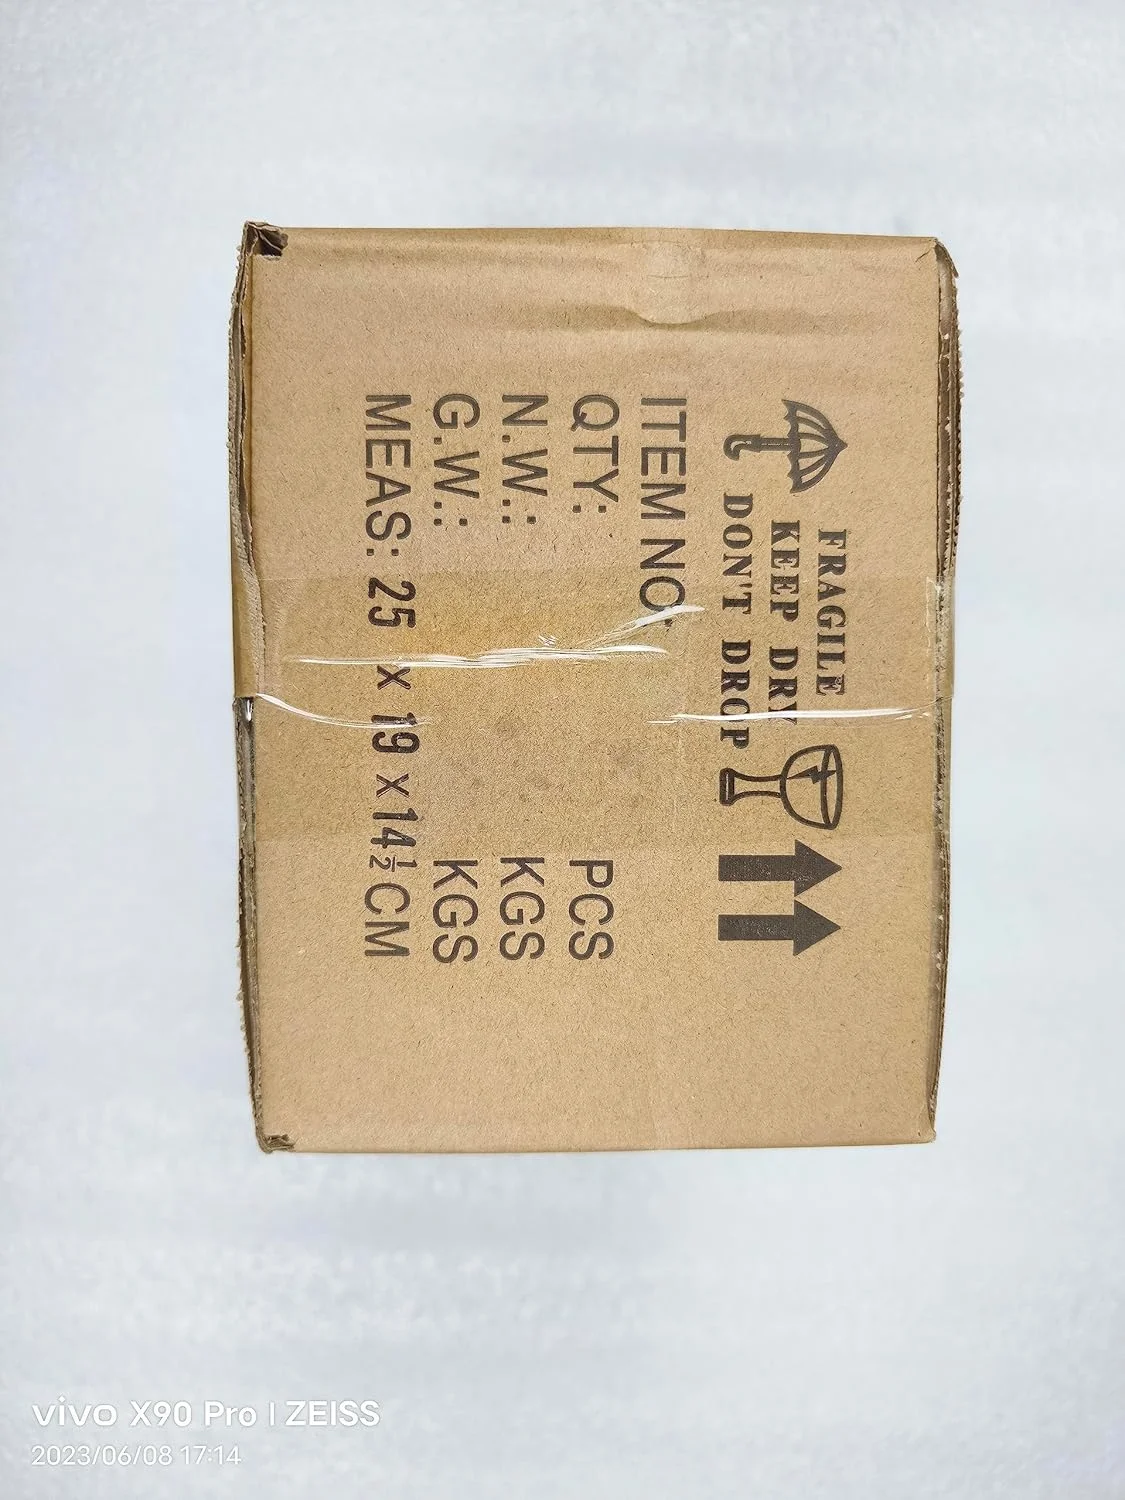 FRAGILE
KEEP DRY
DON'T DROP
ITEM NO:
QTY: PCS
N.W.: KGS
G.W.: KGS
MEAS: 25 x 19 x 14½ CM
vivo X90 Pro | ZEISS
2023/06/08 17:14